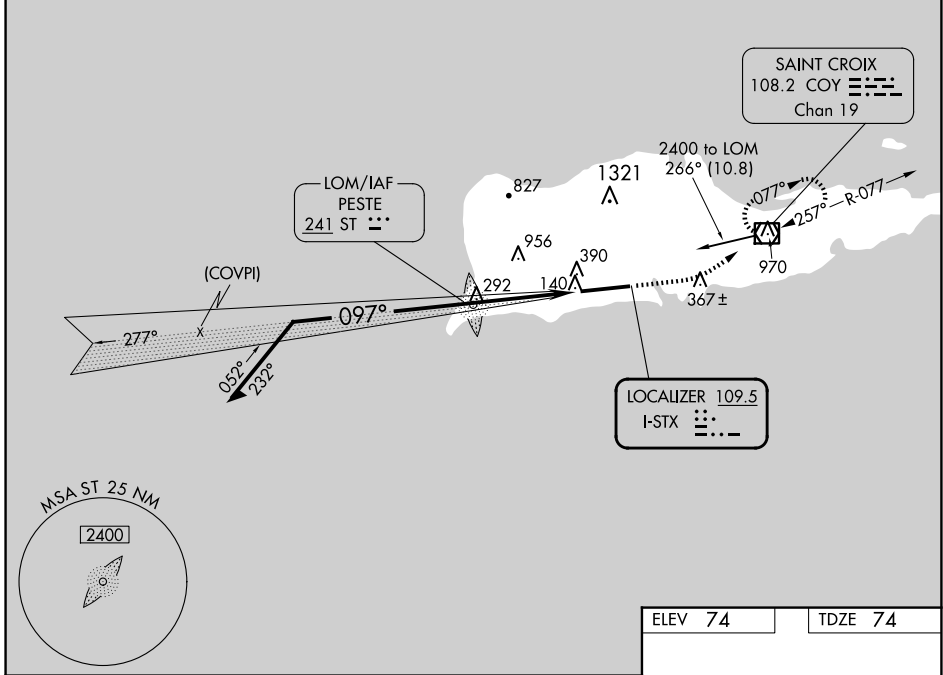 SAINT CROIX
108.2 COY
Chan 19
2400 to LOM
266° (10.8)
1321
827
077°
257° R-077
LOM/IAF
PESTE
241 ST
956
390
970
(COVPI)
292
140
367±
097°
277°
052°
232°
LOCALIZER 109.5
I-STX
MSA ST 25 NM
2400
ELEV 74
TDZE 74
x